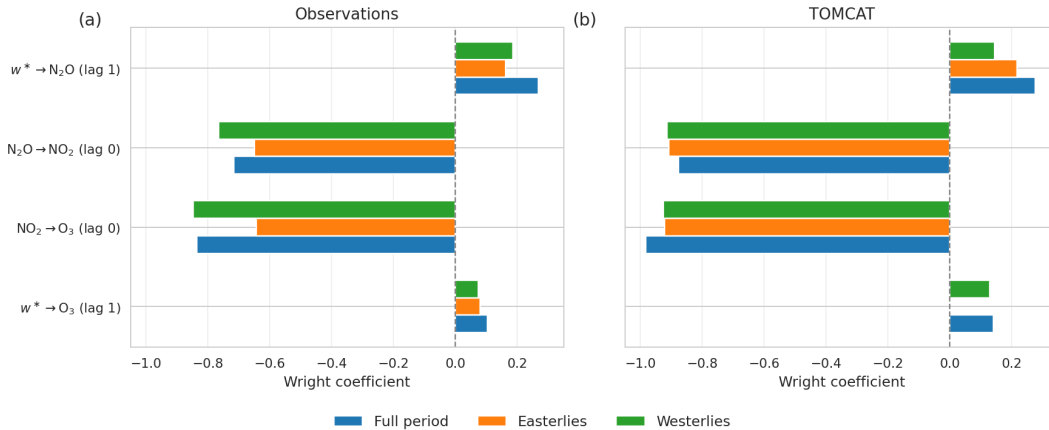 (a) Observations (b) TOMCAT
w* → N₂O (lag 1)
N₂O → NO₂ (lag 0)
NO₂ → O₃ (lag 0)
w* → O₃ (lag 1)
−1.0 −0.8 −0.6 −0.4 −0.2 0.0 0.2 −1.0 −0.8 −0.6 −0.4 −0.2 0.0 0.2
Wright coefficient Wright coefficient
Full period Easterlies Westerlies